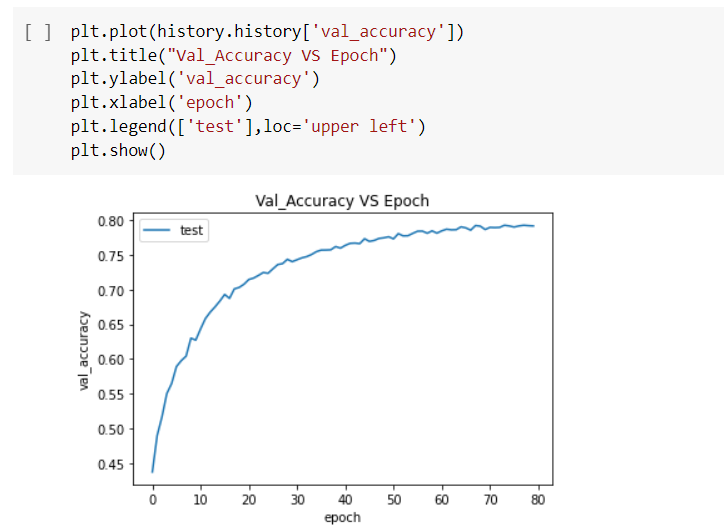 [ ] plt.plot(history.history['val_accuracy'])
plt.title("Val_Accuracy VS Epoch")
plt.ylabel('val_accuracy')
plt.xlabel('epoch')
plt.legend(['test'],loc='upper left')
plt.show()
Val_Accuracy VS Epoch
test
val_accuracy
0.80
0.75
0.70
0.65
0.60
0.55
0.50
0.45
0 10 20 30 40 50 60 70 80
epoch